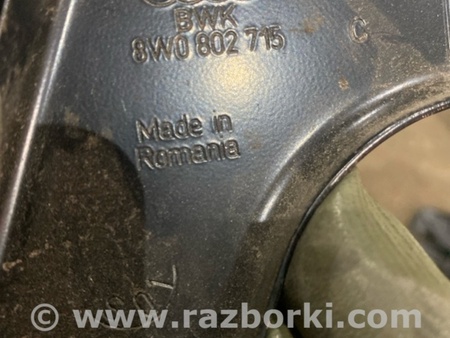 BWK
8W0 802 715 C
Made in
Romania
© www.razborki.com